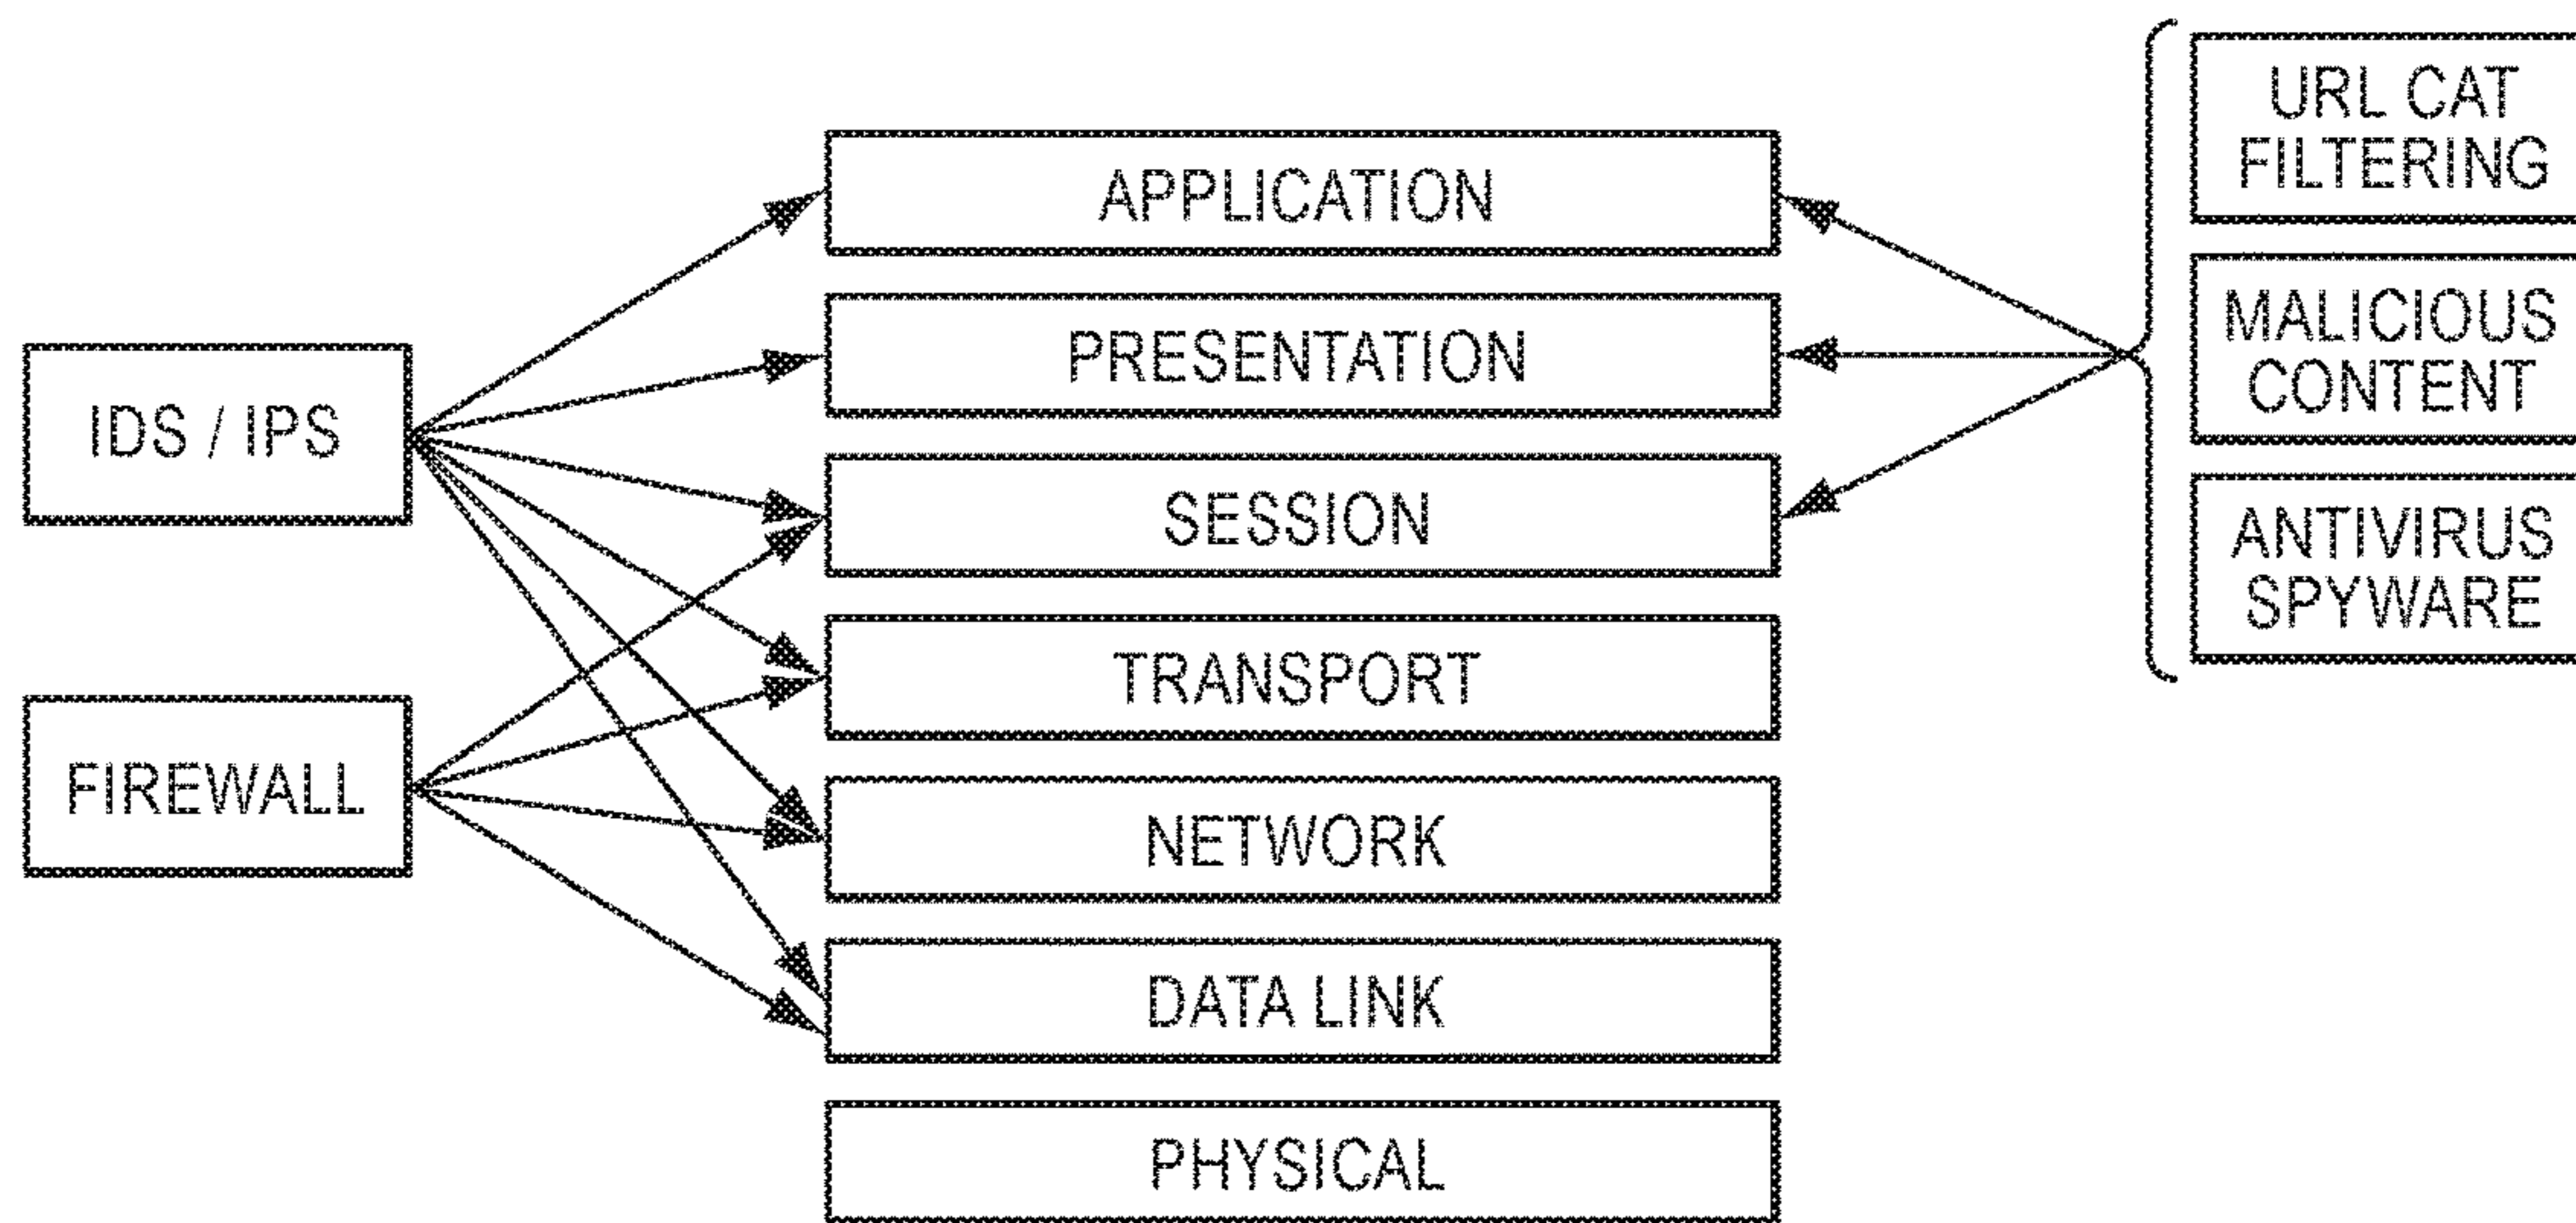 IDS / IPS
FIREWALL
APPLICATION
PRESENTATION
SESSION
TRANSPORT
NETWORK
DATA LINK
PHYSICAL
URL CAT
FILTERING
MALICIOUS
CONTENT
ANTIVIRUS
SPYWARE